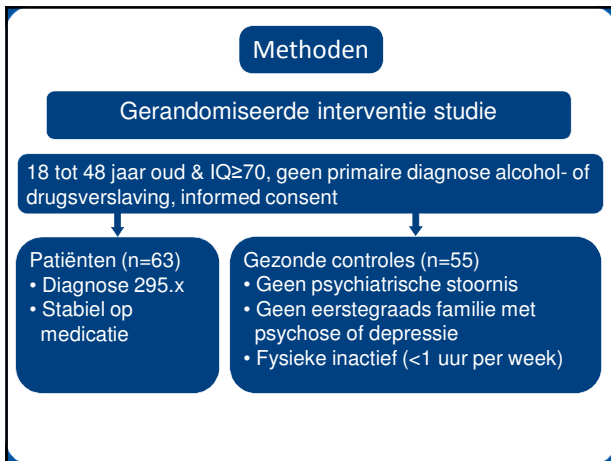 Methoden
Gerandomiseerde interventie studie
18 tot 48 jaar oud & IQ≥70, geen primaire diagnose alcohol- of
drugsverslaving, informed consent
Patiënten (n=63)
• Diagnose 295.x
• Stabiel op
medicatie
Gezonde controles (n=55)
• Geen psychiatrische stoornis
• Geen eerstegraads familie met
psychose of depressie
• Fysieke inactief (<1 uur per week)